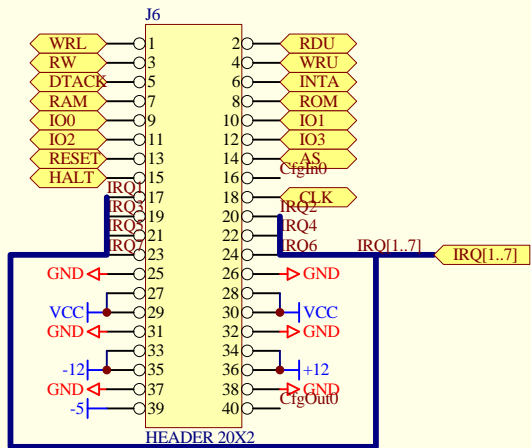 J6
WRL 1 2 RDU
RW 3 4 WRU
DTACK 5 6 INTA
RAM 7 8 ROM
IO0 9 10 IO1
IO2 11 12 IO3
RESET 13 14 AS
HALT 15 16 CfgIn0
IRQ1 17 18 CLK
IRQ3 19 20 IRQ2
IRQ5 21 22 IRQ4
IRQ7 23 24 IRQ6 IRQ[1..7] IRQ[1..7]
GND 25 26 GND
27 28
VCC 29 30 VCC
GND 31 32 GND
33 34
-12 35 36 +12
GND 37 38 GND
-5 39 40 CfgOut0
HEADER 20X2